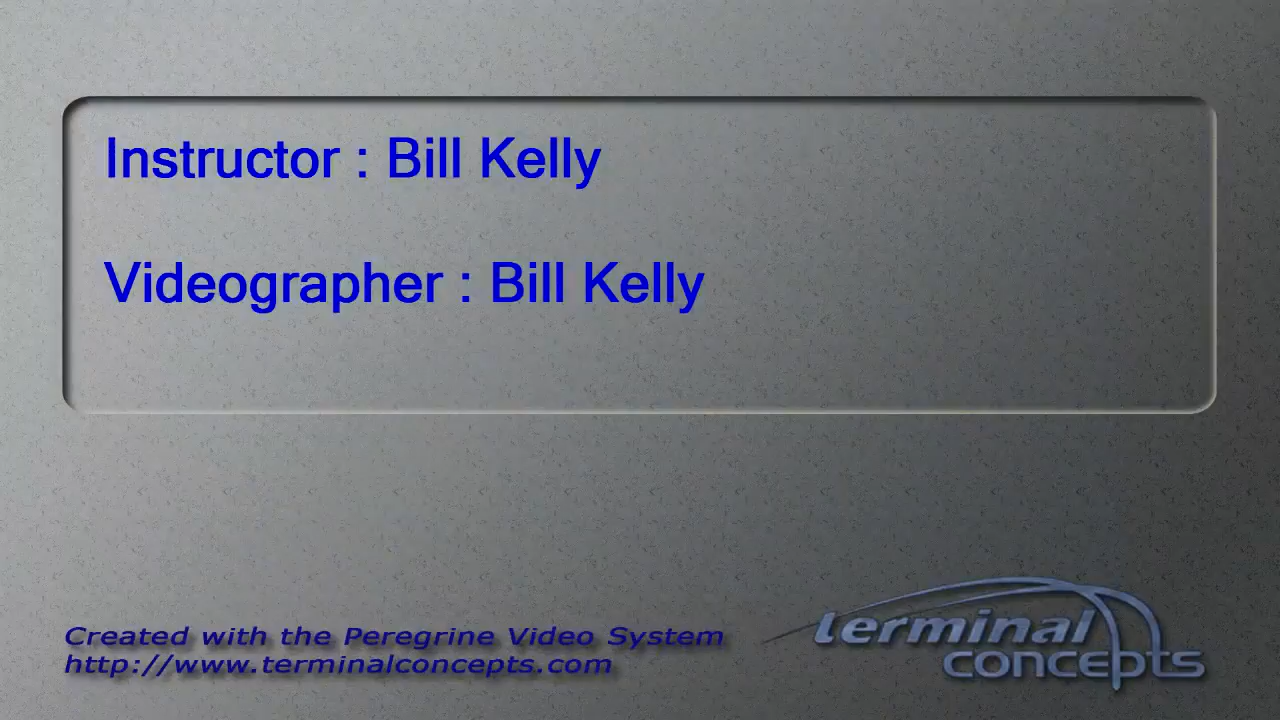 Instructor : Bill Kelly
Videographer : Bill Kelly
Created with the Peregrine Video System
http://www.terminalconcepts.com
terminal
concepts